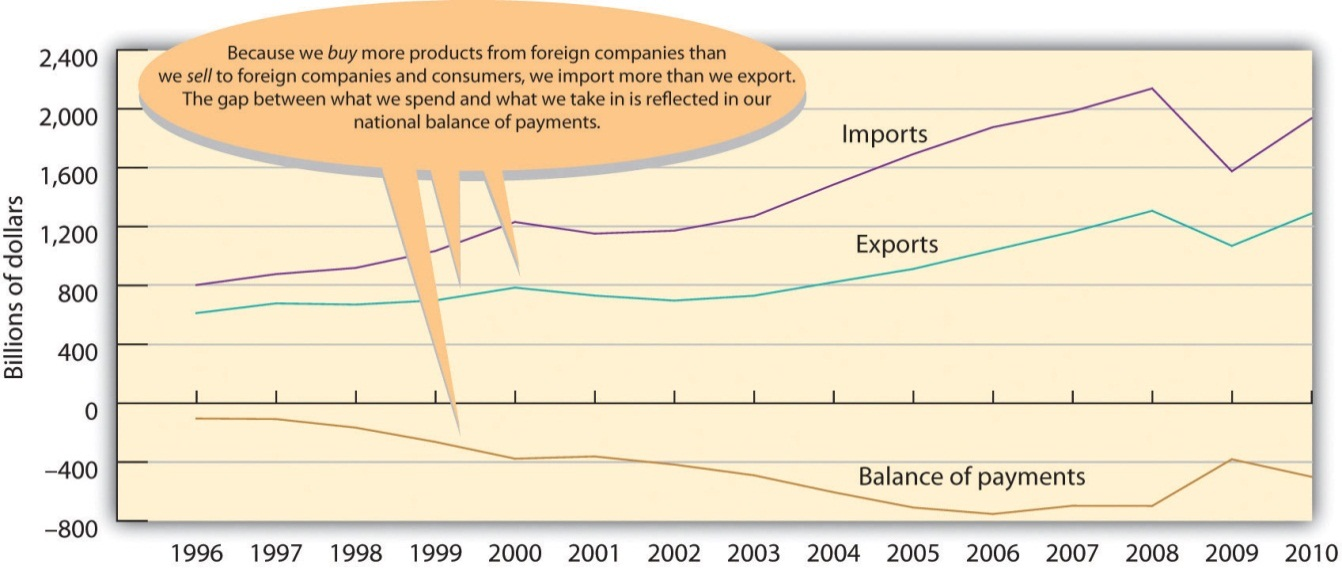 Because we buy more products from foreign companies than
we sell to foreign companies and consumers, we import more than we export.
The gap between what we spend and what we take in is reflected in our
national balance of payments.
2,400
2,000
1,600
1,200
800
400
0
–400
–800
Billions of dollars
Imports
Exports
Balance of payments
1996 1997 1998 1999 2000 2001 2002 2003 2004 2005 2006 2007 2008 2009 2010